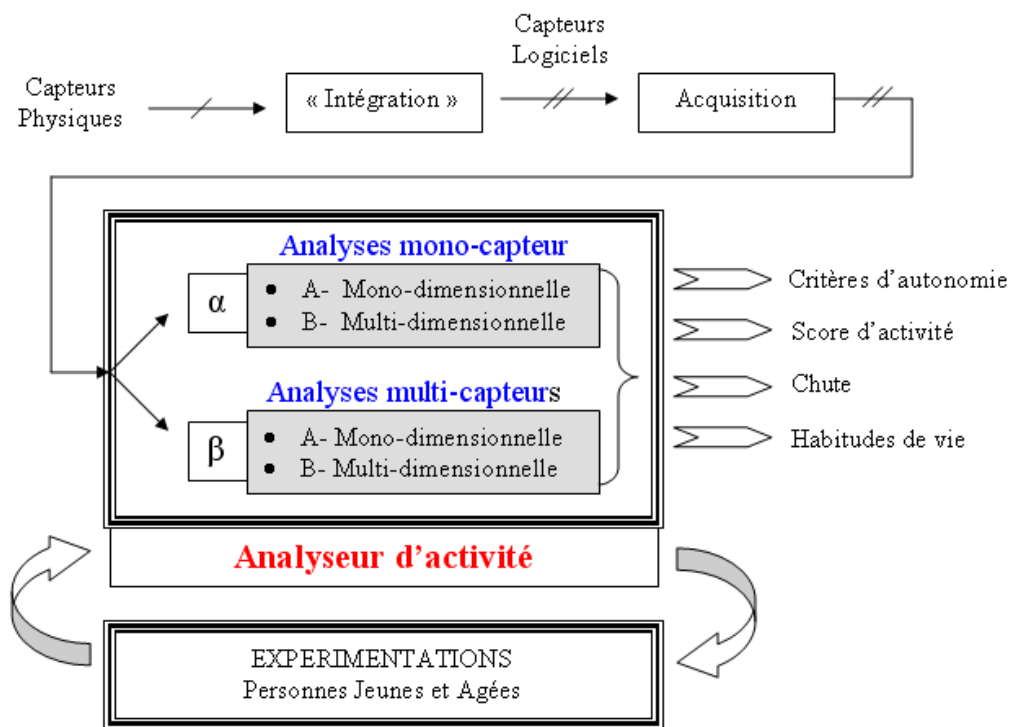 Capteurs
Logiciels
Capteurs
Physiques
« Intégration »
Acquisition
Analyses mono-capteur
α
● A- Mono-dimensionnelle
● B- Multi-dimensionnelle
Analyses multi-capteurs
β
● A- Mono-dimensionnelle
● B- Multi-dimensionnelle
Critères d'autonomie
Score d'activité
Chute
Habitudes de vie
Analyseur d'activité
EXPERIMENTATIONS
Personnes Jeunes et Agées